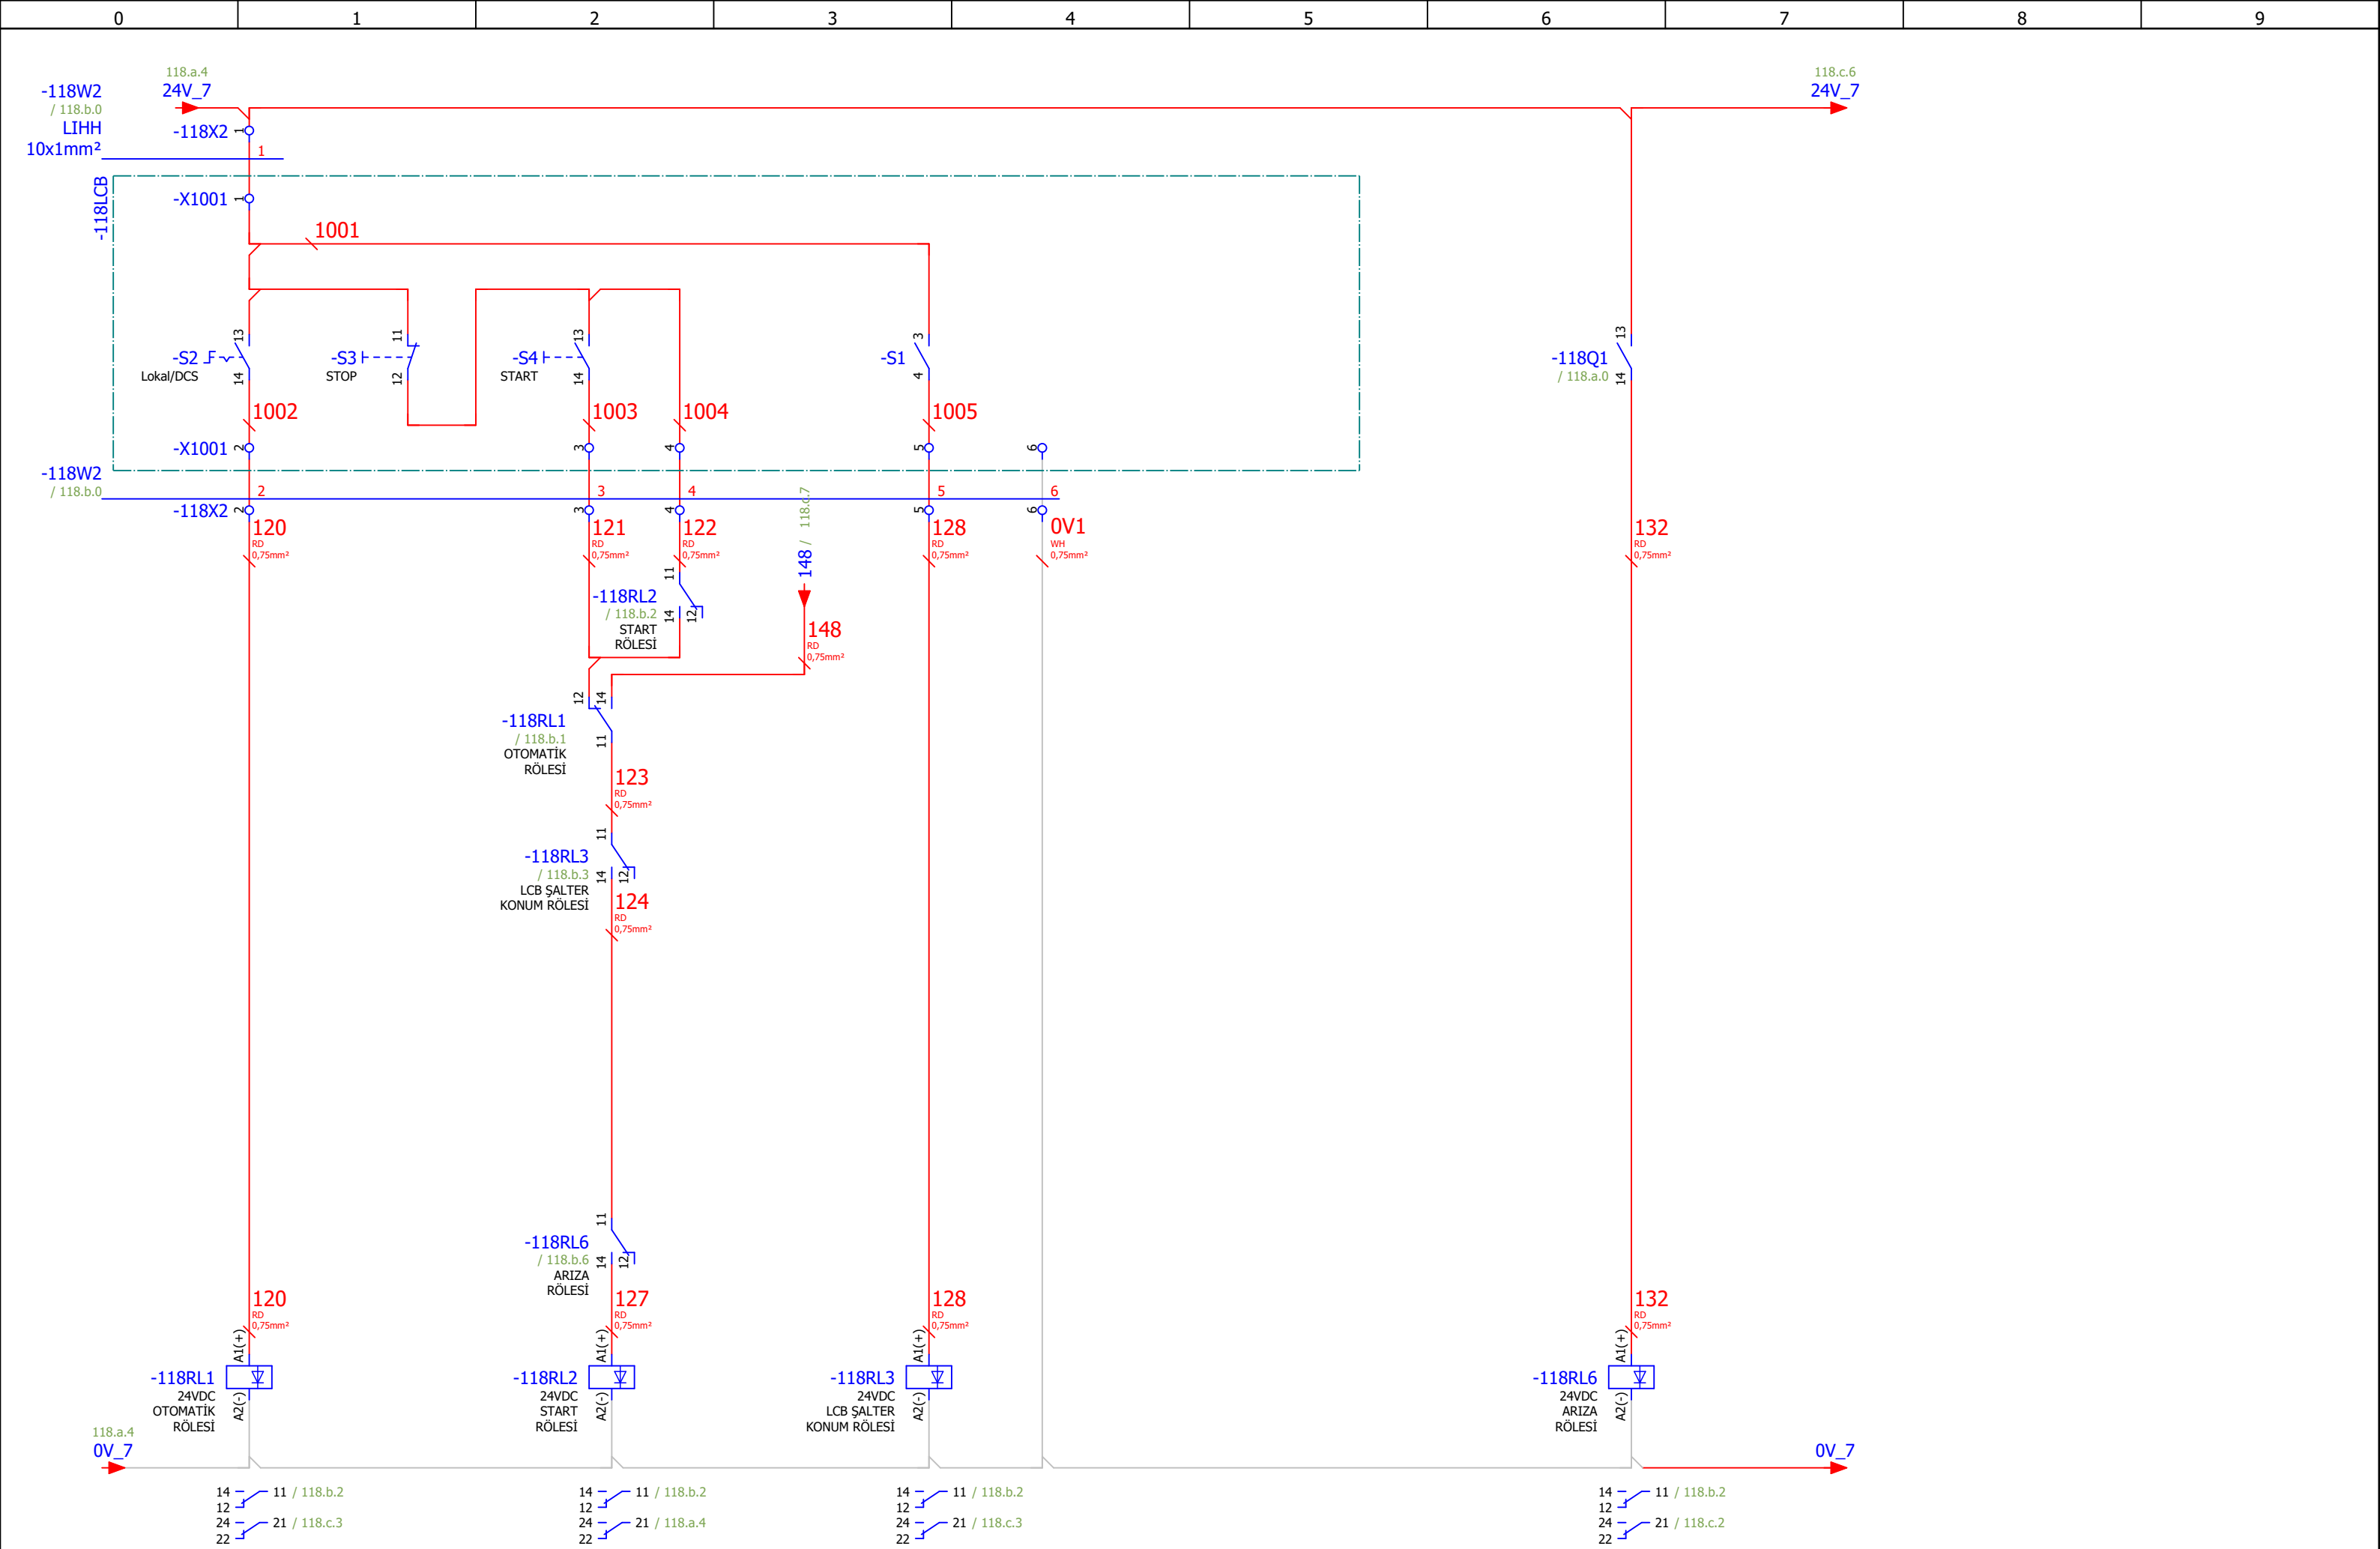 0 1 2 3 4 5 6 7 8 9
118.a.4
24V_7
118.c.6
24V_7
-118W2
/ 118.b.0
LIHH
10x1mm²
-118X2 1
1
-118LCB
-X1001 1
1001
-S2 13 14
Lokal/DCS
-S3 11 12
STOP
-S4 13 14
START
-S1 3 4
-118Q1 13 14
/ 118.a.0
1002 1003 1004 1005
-X1001 2 3 4 5 6
-118W2
/ 118.b.0
2 3 4 5 6
-118X2 2 3 4 5 6
120
RD
0,75mm²
121
RD
0,75mm²
122
RD
0,75mm²
148 / 118.c.7
128
RD
0,75mm²
0V1
WH
0,75mm²
132
RD
0,75mm²
-118RL2 11 14 12
/ 118.b.2
START
RÖLESİ
148
RD
0,75mm²
-118RL1 12 14 11
/ 118.b.1
OTOMATİK
RÖLESİ
123
RD
0,75mm²
-118RL3 11 14 12
/ 118.b.3
LCB ŞALTER
KONUM RÖLESİ
124
RD
0,75mm²
-118RL6 11 14 12
/ 118.b.6
ARIZA
RÖLESİ
120
RD
0,75mm²
127
RD
0,75mm²
128
RD
0,75mm²
132
RD
0,75mm²
-118RL1 A1(+) A2(-)
24VDC
OTOMATİK
RÖLESİ
-118RL2 A1(+) A2(-)
24VDC
START
RÖLESİ
-118RL3 A1(+) A2(-)
24VDC
LCB ŞALTER
KONUM RÖLESİ
-118RL6 A1(+) A2(-)
24VDC
ARIZA
RÖLESİ
118.a.4
0V_7
0V_7
14 11 / 118.b.2
12
24 21 / 118.c.3
22
14 11 / 118.b.2
12
24 21 / 118.a.4
22
14 11 / 118.b.2
12
24 21 / 118.c.3
22
14 11 / 118.b.2
12
24 21 / 118.c.2
22